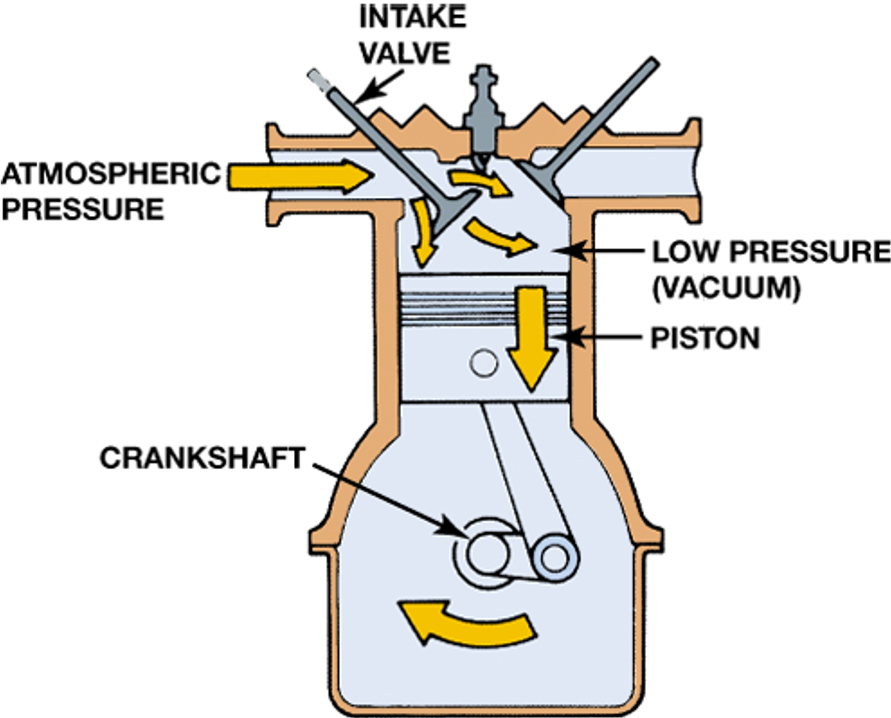 INTAKE
VALVE
ATMOSPHERIC
PRESSURE
LOW PRESSURE
(VACUUM)
PISTON
CRANKSHAFT